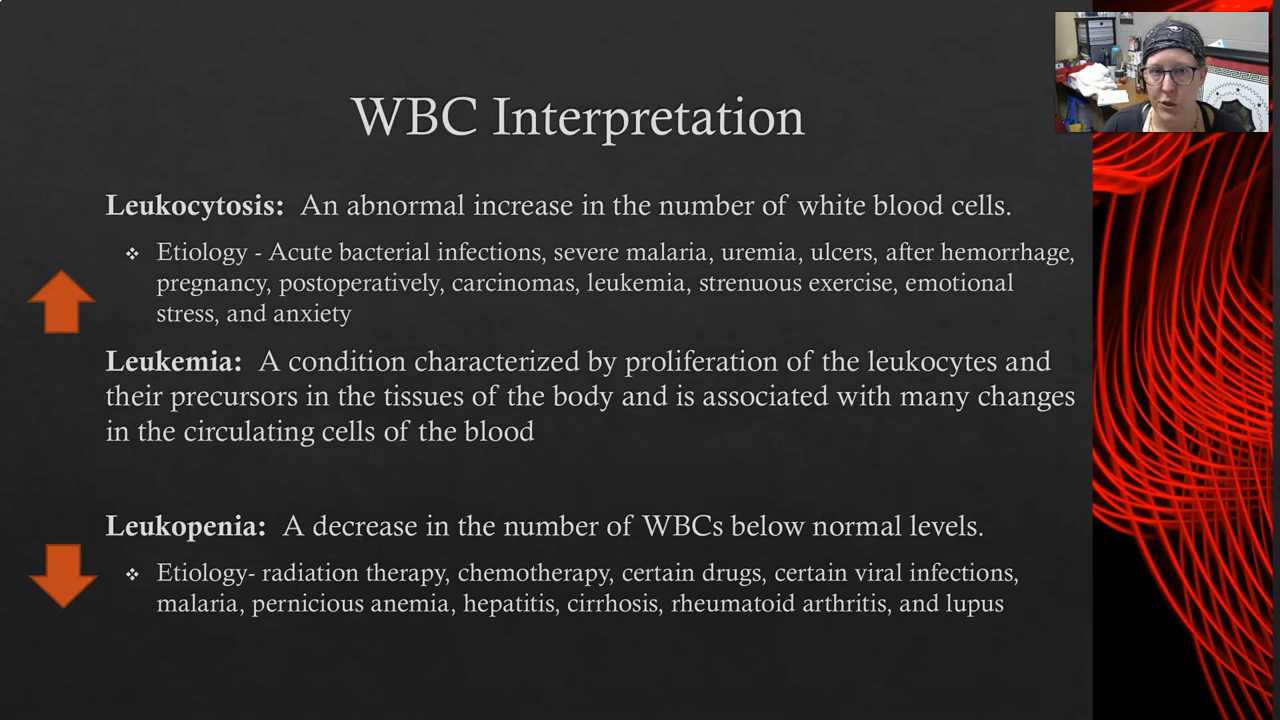 WBC Interpretation
Leukocytosis: An abnormal increase in the number of white blood cells.
❖ Etiology - Acute bacterial infections, severe malaria, uremia, ulcers, after hemorrhage,
pregnancy, postoperatively, carcinomas, leukemia, strenuous exercise, emotional
stress, and anxiety
Leukemia: A condition characterized by proliferation of the leukocytes and
their precursors in the tissues of the body and is associated with many changes
in the circulating cells of the blood
Leukopenia: A decrease in the number of WBCs below normal levels.
❖ Etiology- radiation therapy, chemotherapy, certain drugs, certain viral infections,
malaria, pernicious anemia, hepatitis, cirrhosis, rheumatoid arthritis, and lupus